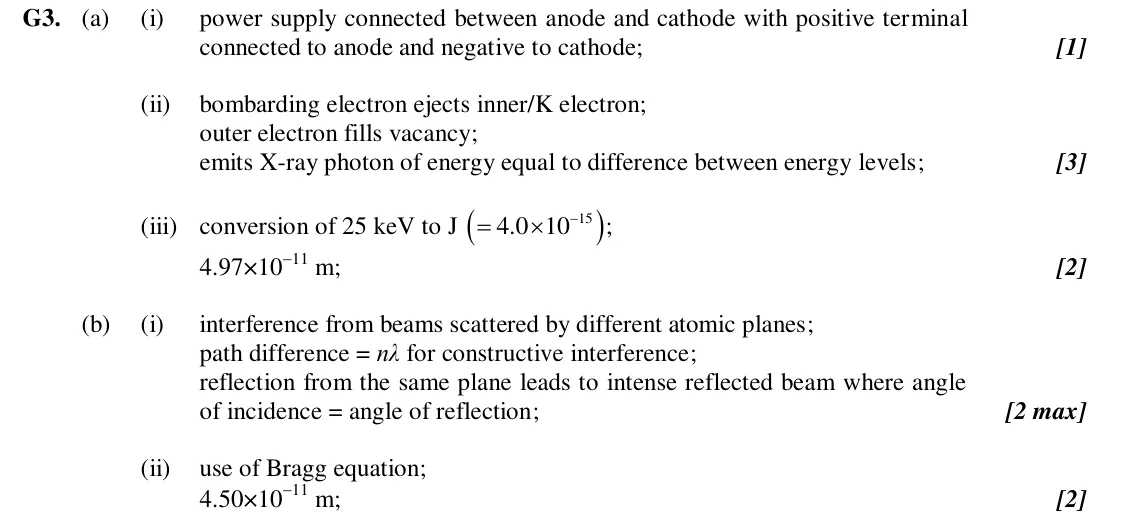 G3. (a) (i) power supply connected between anode and cathode with positive terminal
connected to anode and negative to cathode; [1]
(ii) bombarding electron ejects inner/K electron;
outer electron fills vacancy;
emits X-ray photon of energy equal to difference between energy levels; [3]
(iii) conversion of 25 keV to J (= 4.0×10⁻¹⁵);
4.97×10⁻¹¹ m; [2]
(b) (i) interference from beams scattered by different atomic planes;
path difference = nλ for constructive interference;
reflection from the same plane leads to intense reflected beam where angle
of incidence = angle of reflection; [2 max]
(ii) use of Bragg equation;
4.50×10⁻¹¹ m; [2]